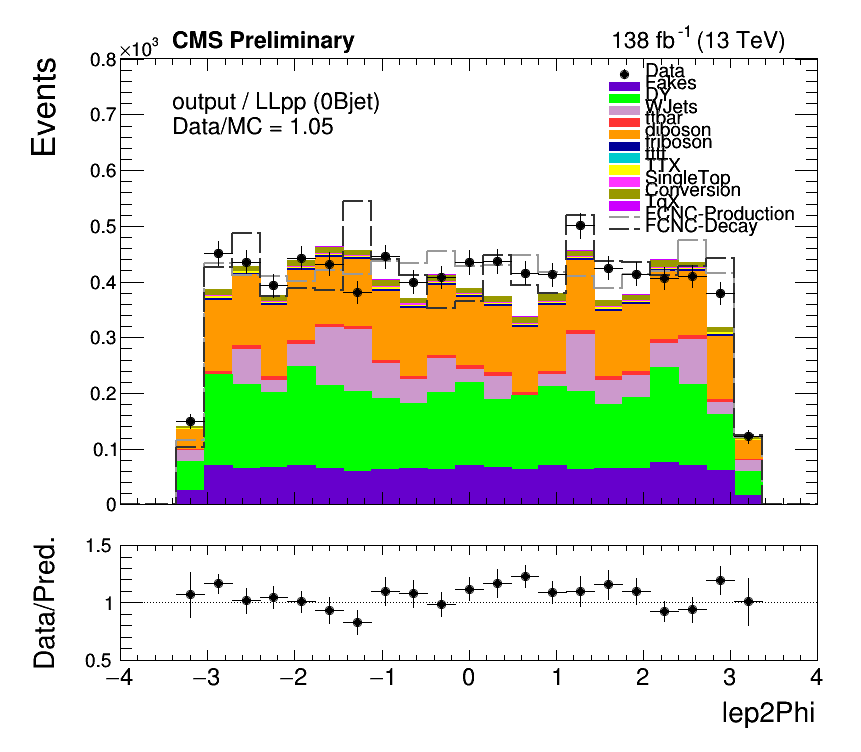 CMS Preliminary
138 fb-1 (13 TeV)
×10³
Events
0.8
0.7
0.6
0.5
0.4
0.3
0.2
0.1
0
output / LLpp (0Bjet)
Data/MC = 1.05
Data
Fakes
DY
WJets
ttbar
diboson
triboson
tttt
TTX
SingleTop
Conversion
TqX
FCNC-Production
FCNC-Decay
Data/Pred.
1.5
1
0.5
−4 −3 −2 −1 0 1 2 3 4
lep2Phi